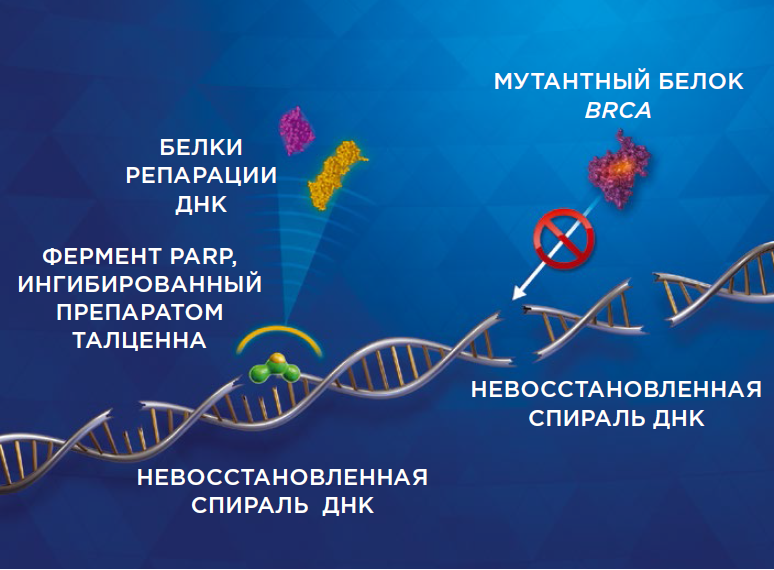 МУТАНТНЫЙ БЕЛОК
BRCA
БЕЛКИ
РЕПАРАЦИИ
ДНК
ФЕРМЕНТ PARP,
ИНГИБИРОВАННЫЙ
ПРЕПАРАТОМ
ТАЛЦЕННА
НЕВОССТАНОВЛЕННАЯ
СПИРАЛЬ ДНК
НЕВОССТАНОВЛЕННАЯ
СПИРАЛЬ ДНК